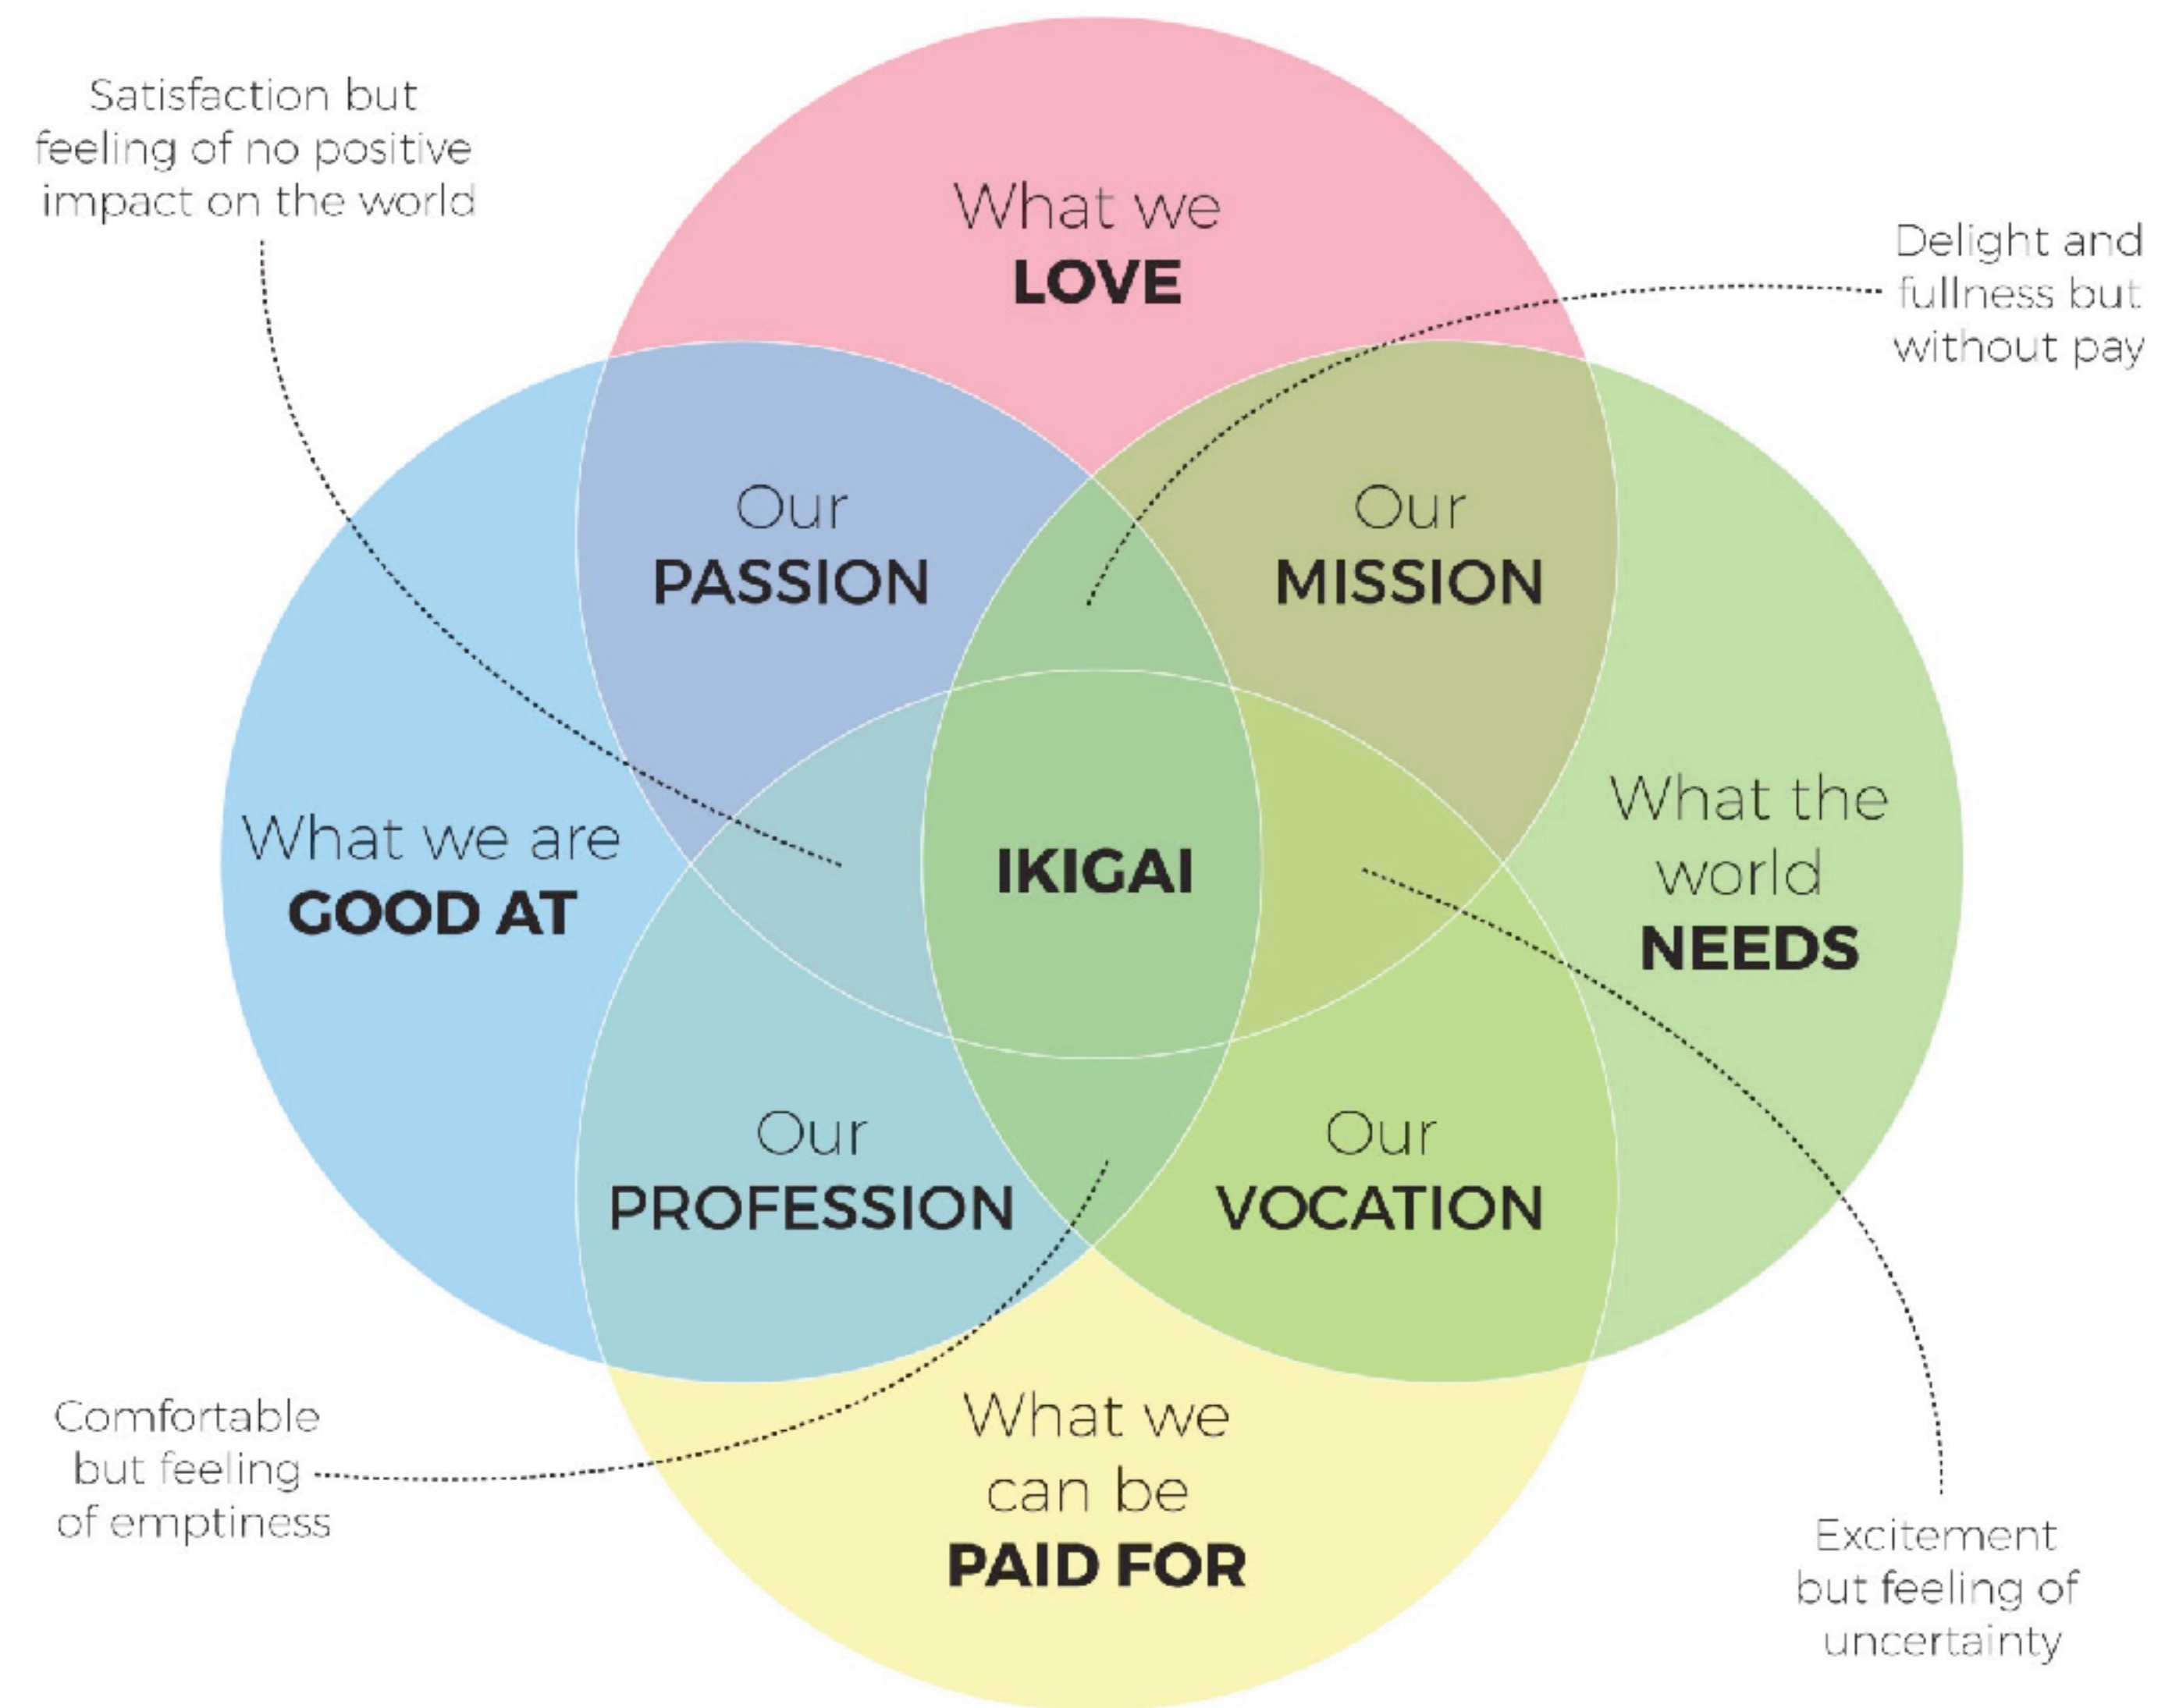 Satisfaction but
feeling of no positive
impact on the world
What we
LOVE
Delight and
fullness but
without pay
Our
PASSION
Our
MISSION
What we are
GOOD AT
IKIGAI
What the
world
NEEDS
Our
PROFESSION
Our
VOCATION
Comfortable
but feeling
of emptiness
What we
can be
PAID FOR
Excitement
but feeling of
uncertainty